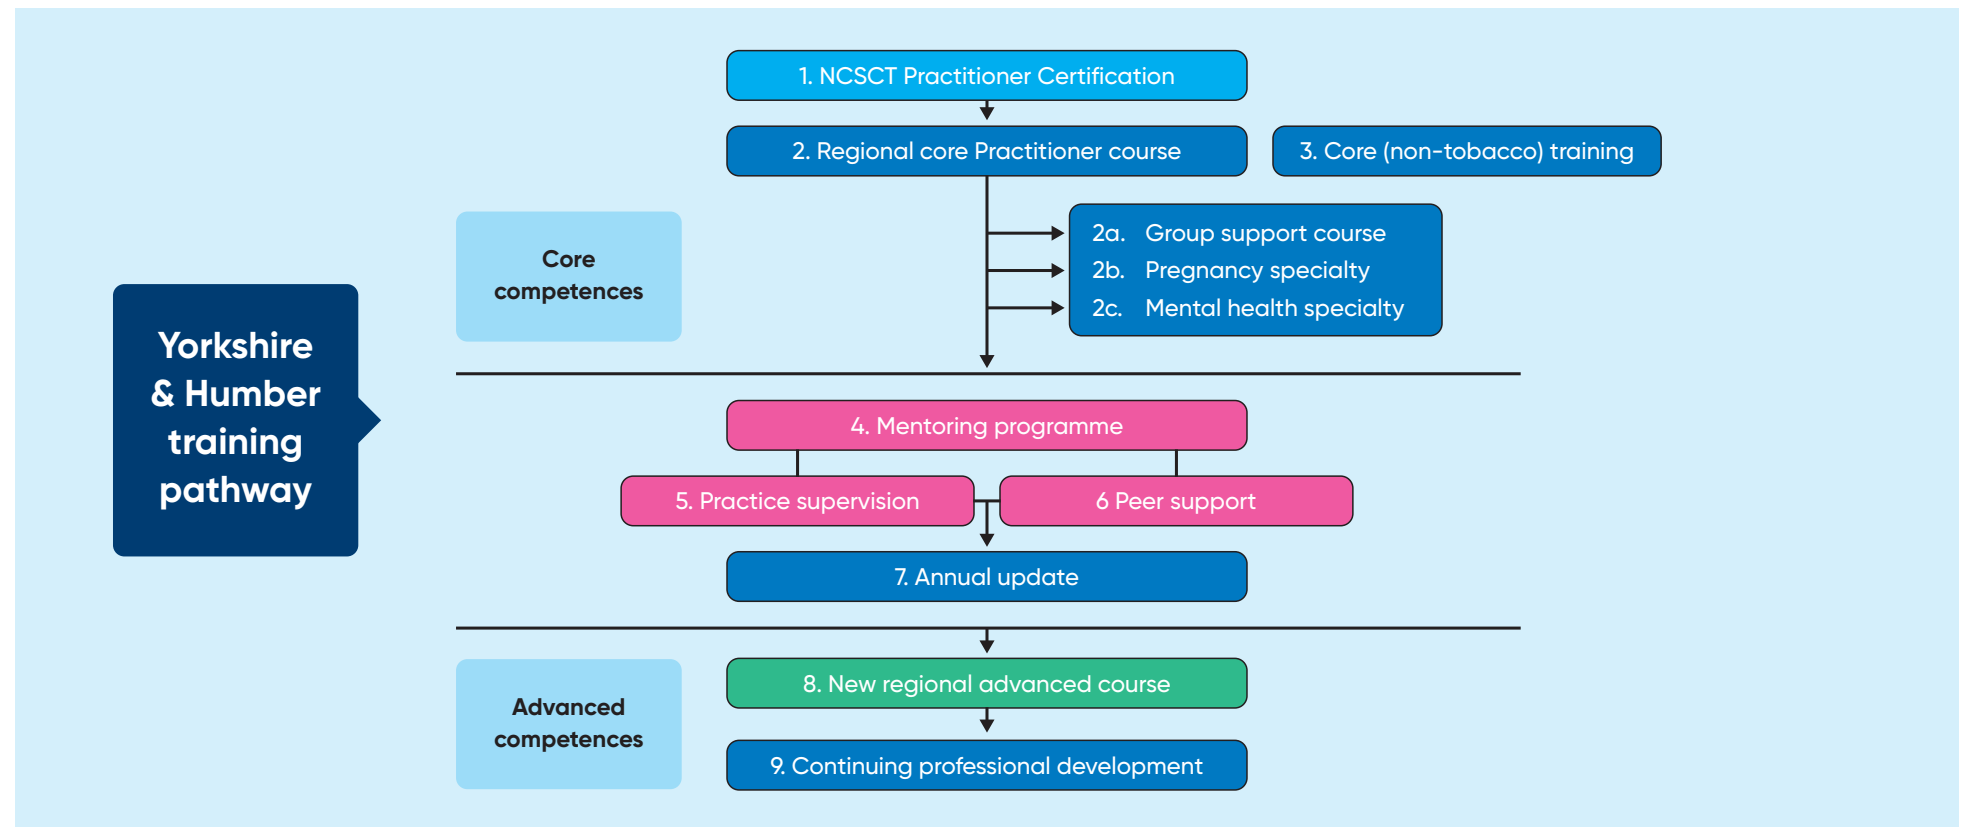 Yorkshire
& Humber
training
pathway
1. NCSCT Practitioner Certification
2. Regional core Practitioner course
3. Core (non-tobacco) training
Core
competences
2a. Group support course
2b. Pregnancy specialty
2c. Mental health specialty
4. Mentoring programme
5. Practice supervision
6 Peer support
7. Annual update
Advanced
competences
8. New regional advanced course
9. Continuing professional development